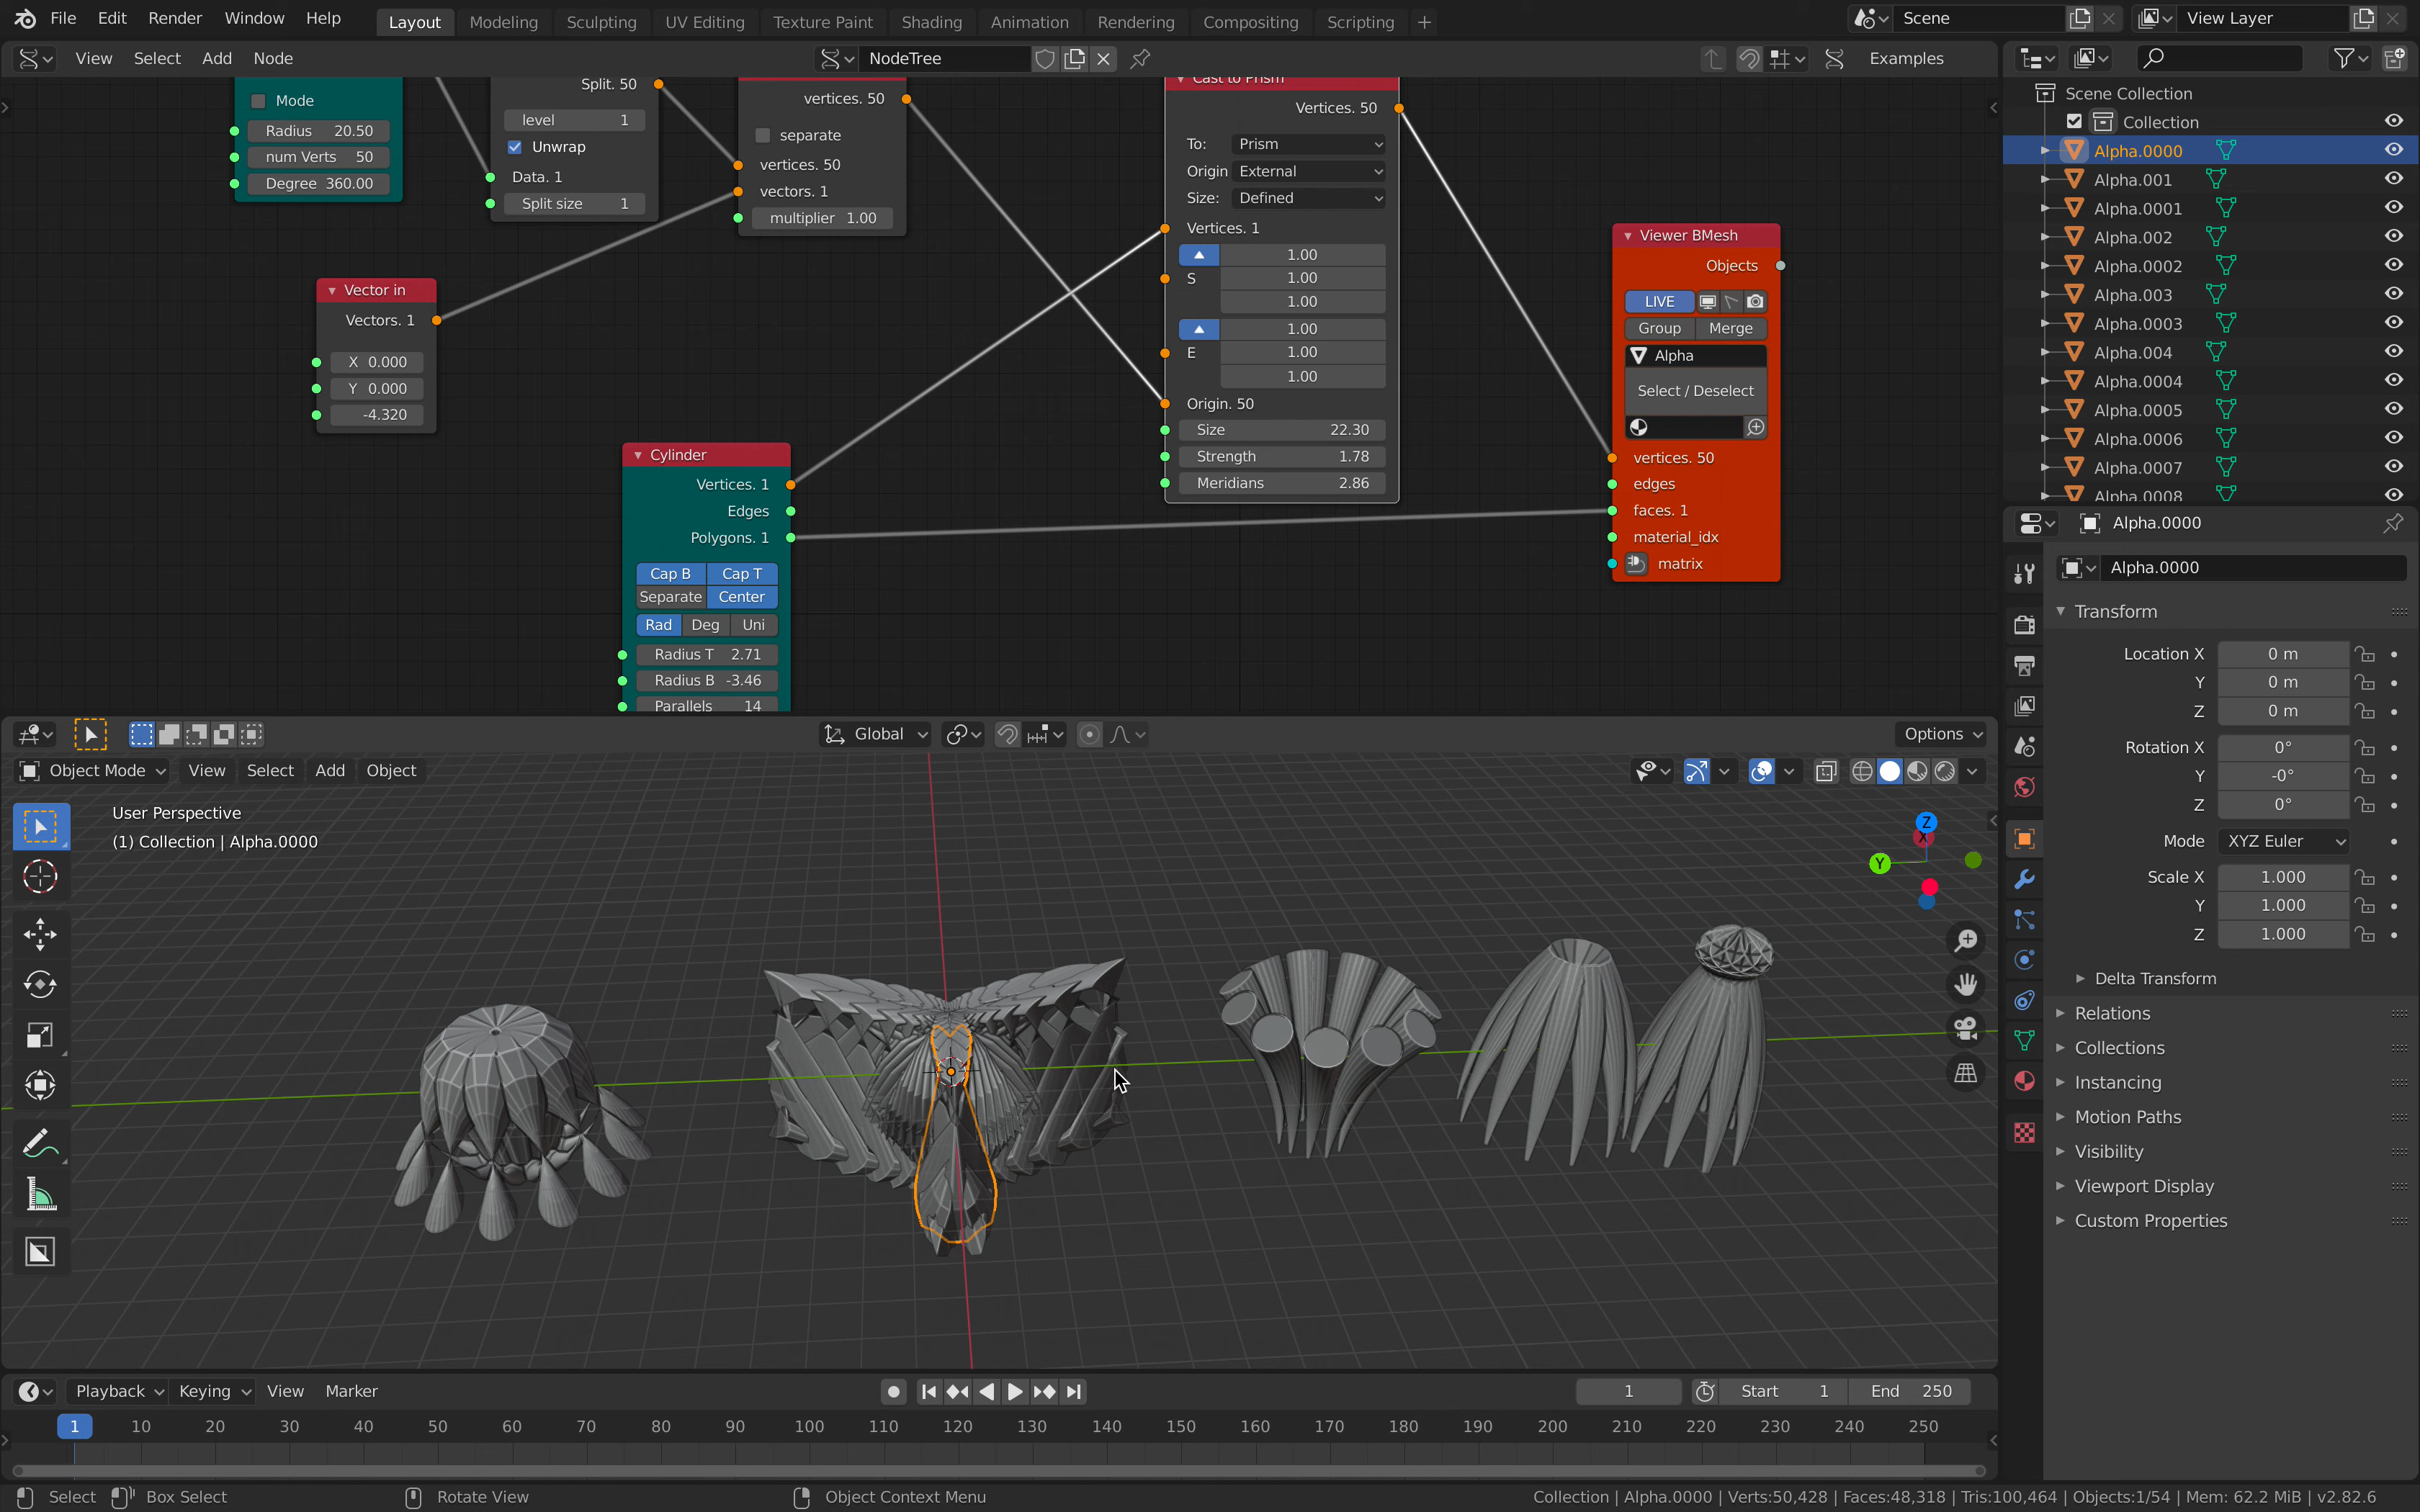 File Edit Render Window Help Layout Modeling Sculpting UV Editing Texture Paint Shading Animation Rendering Compositing Scripting + Scene View Layer
View Select Add Node NodeTree Examples
Split. 50
level 1
Unwrap
Data. 1
Split size 1
Mode
Radius 20.50
num Verts 50
Degree 360.00
vertices. 50
separate
vertices. 50
vectors. 1
multiplier 1.00
Vector in
Vectors. 1
X 0.000
Y 0.000
-4.320
Cylinder
Vertices. 1
Edges
Polygons. 1
Cap B Cap T
Separate Center
Rad Deg Uni
Radius T 2.71
Radius B -3.46
Parallels 14
Cast to Prism
Vertices. 50
To: Prism
Origin External
Size: Defined
Vertices. 1
1.00
S 1.00
1.00
1.00
E 1.00
1.00
Origin. 50
Size 22.30
Strength 1.78
Meridians 2.86
Viewer BMesh
Objects
LIVE
Group Merge
Alpha
Select / Deselect
vertices. 50
edges
faces. 1
material_idx
matrix
Scene Collection
Collection
Alpha.0000
Alpha.001
Alpha.0001
Alpha.002
Alpha.0002
Alpha.003
Alpha.0003
Alpha.004
Alpha.0004
Alpha.0005
Alpha.0006
Alpha.0007
Alpha.0008
Alpha.0000
Alpha.0000
Transform
Location X 0 m
Y 0 m
Z 0 m
Rotation X 0°
Y -0°
Z 0°
Mode XYZ Euler
Scale X 1.000
Y 1.000
Z 1.000
Delta Transform
Relations
Collections
Instancing
Motion Paths
Visibility
Viewport Display
Custom Properties
Global Options
Object Mode View Select Add Object
User Perspective
(1) Collection | Alpha.0000
Z
X
Y
Playback Keying View Marker 1 Start 1 End 250
1 10 20 30 40 50 60 70 80 90 100 110 120 130 140 150 160 170 180 190 200 210 220 230 240 250
Select Box Select Rotate View Object Context Menu Collection | Alpha.0000 | Verts:50,428 | Faces:48,318 | Tris:100,464 | Objects:1/54 | Mem: 62.2 MiB | v2.82.6